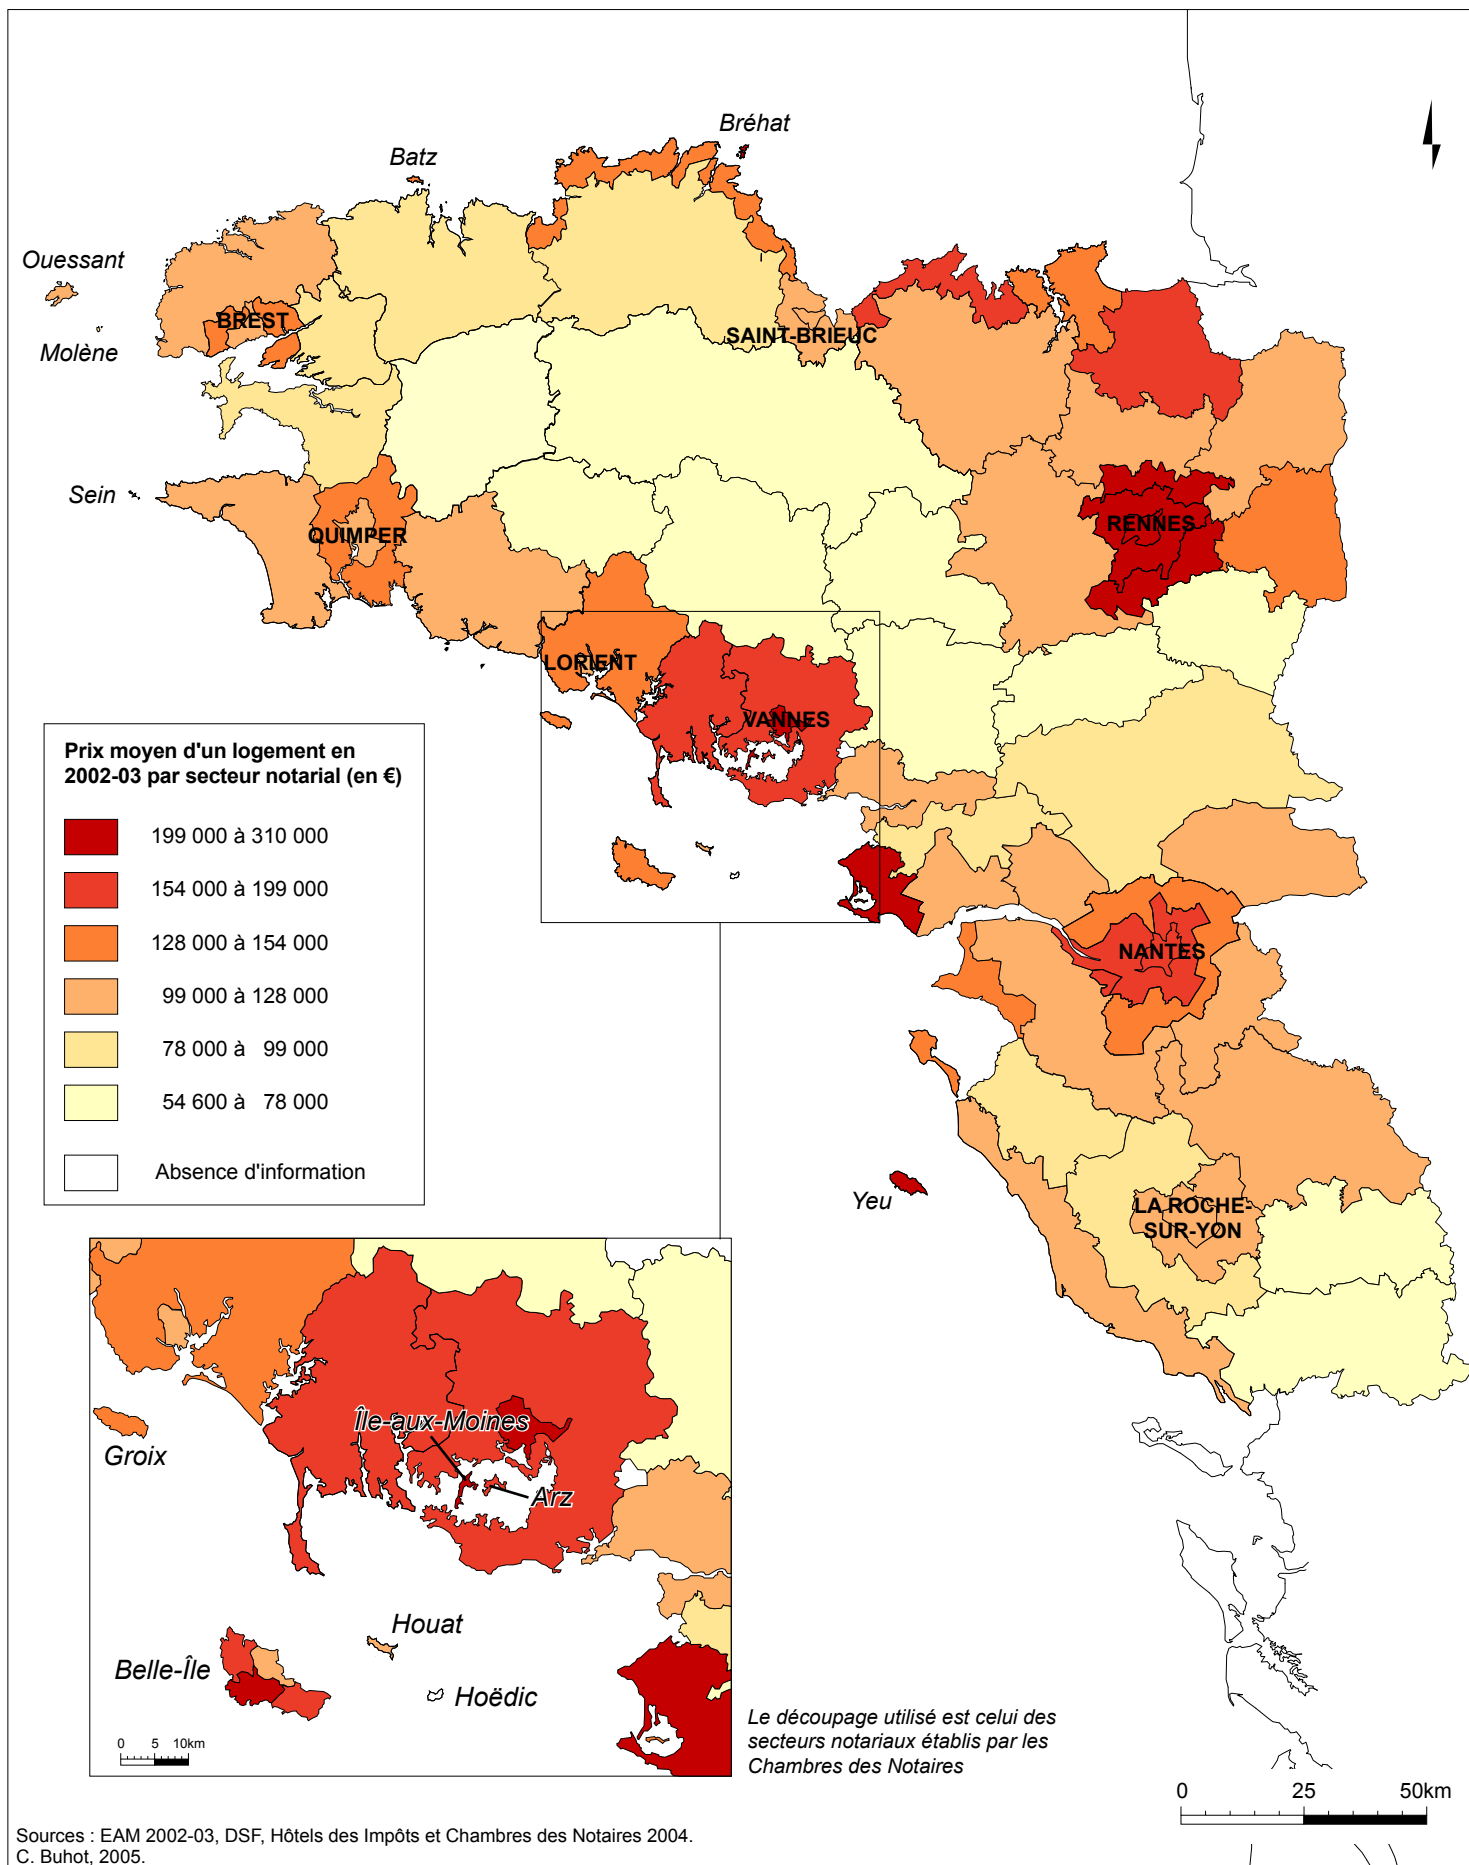 Bréhat
Batz
Ouessant
BREST
Molène
SAINT-BRIEUC
Sein
QUIMPER
RENNES
LORIENT
VANNES
Prix moyen d'un logement en
2002-03 par secteur notarial (en €)
199 000 à 310 000
154 000 à 199 000
128 000 à 154 000
99 000 à 128 000
78 000 à 99 000
54 600 à 78 000
Absence d'information
NANTES
Yeu
LA ROCHE-
SUR-YON
Île-aux-Moines
Groix
Arz
Houat
Belle-Île
Hoëdic
0 5 10km
Le découpage utilisé est celui des
secteurs notariaux établis par les
Chambres des Notaires
0 25 50km
Sources : EAM 2002-03, DSF, Hôtels des Impôts et Chambres des Notaires 2004.
C. Buhot, 2005.